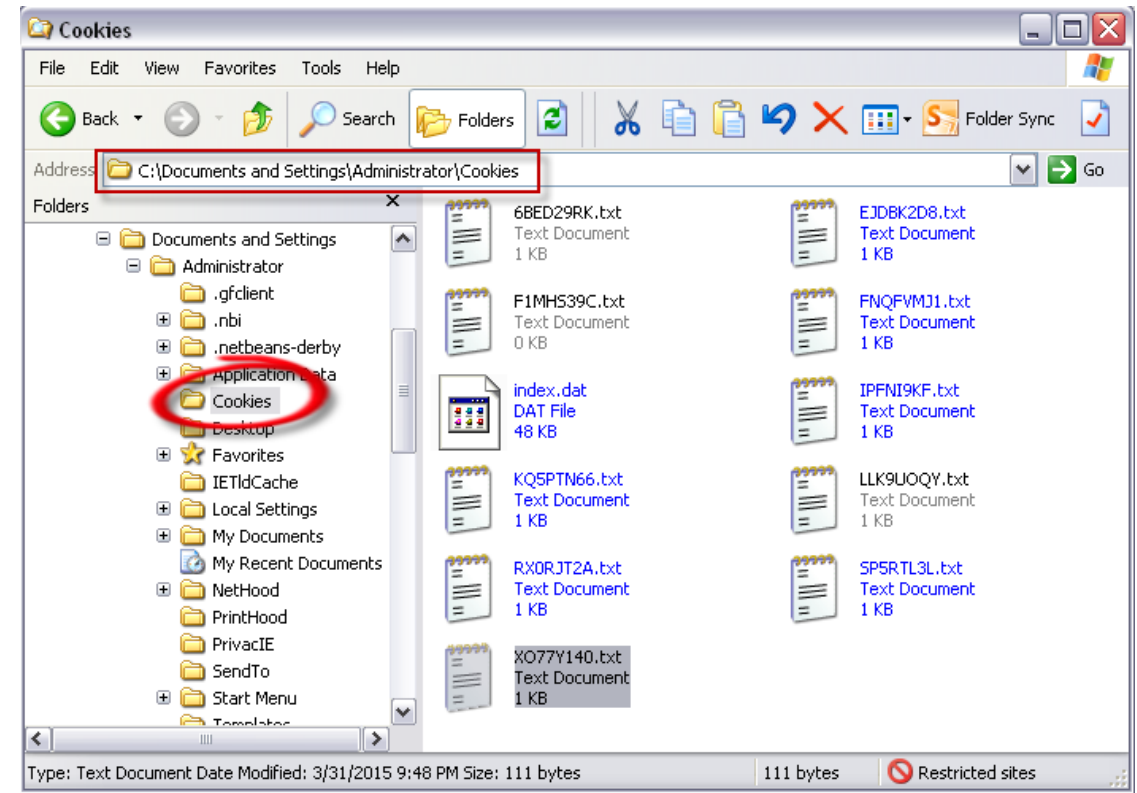 Cookies
File Edit View Favorites Tools Help
Back Search Folders Folder Sync
Address C:\Documents and Settings\Administrator\Cookies Go
Folders
Documents and Settings
Administrator
.gfclient
.nbi
.netbeans-derby
Application Data
Cookies
Desktop
Favorites
IETldCache
Local Settings
My Documents
My Recent Documents
NetHood
PrintHood
PrivacIE
SendTo
Start Menu
Templates
6BED29RK.txt
Text Document
1 KB
EJDBK2D8.txt
Text Document
1 KB
F1MHS39C.txt
Text Document
0 KB
FNQFVMJ1.txt
Text Document
1 KB
index.dat
DAT File
48 KB
IPFNI9KF.txt
Text Document
1 KB
KQ5PTN66.txt
Text Document
1 KB
LLK9UOQY.txt
Text Document
1 KB
RX0RJT2A.txt
Text Document
1 KB
SP5RTL3L.txt
Text Document
1 KB
XO77Y140.txt
Text Document
1 KB
Type: Text Document Date Modified: 3/31/2015 9:48 PM Size: 111 bytes 111 bytes Restricted sites